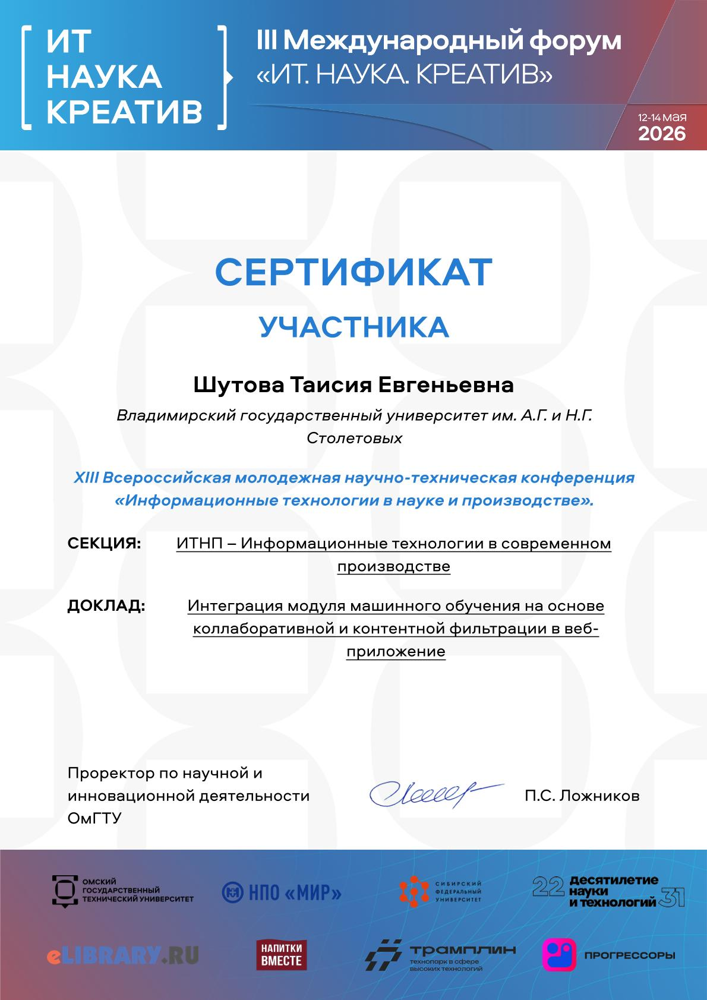 ИТ
НАУКА
КРЕАТИВ
III Международный форум
«ИТ. НАУКА. КРЕАТИВ»
12-14 мая
2026
СЕРТИФИКАТ
УЧАСТНИКА
Шутова Таисия Евгеньевна
Владимирский государственный университет им. А.Г. и Н.Г.
Столетовых
XIII Всероссийская молодежная научно-техническая конференция
«Информационные технологии в науке и производстве».
СЕКЦИЯ: ИТНП – Информационные технологии в современном
производстве
ДОКЛАД: Интеграция модуля машинного обучения на основе
коллаборативной и контентной фильтрации в веб-
приложение
Проректор по научной и
инновационной деятельности
ОмГТУ
П.С. Ложников
ОМСКИЙ
ГОСУДАРСТВЕННЫЙ
ТЕХНИЧЕСКИЙ УНИВЕРСИТЕТ
НПО «МИР»
СИБИРСКИЙ
ФЕДЕРАЛЬНЫЙ
УНИВЕРСИТЕТ
22 десятилетие
науки
и технологий 31
eLIBRARY.RU
НАПИТКИ
ВМЕСТЕ
трамплин
технопарк в сфере
высоких технологий
ПРОГРЕССОРЫ